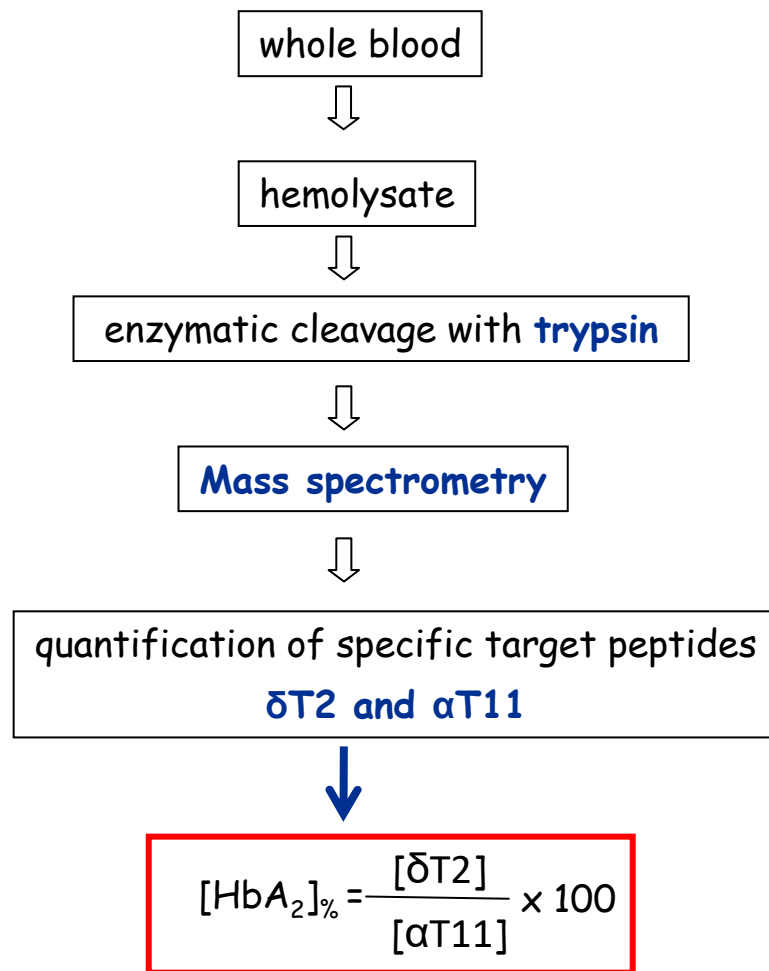 whole blood
hemolysate
enzymatic cleavage with trypsin
Mass spectrometry
quantification of specific target peptides
δT2 and αT11
[HbA₂]% = [δT2] / [αT11] x 100